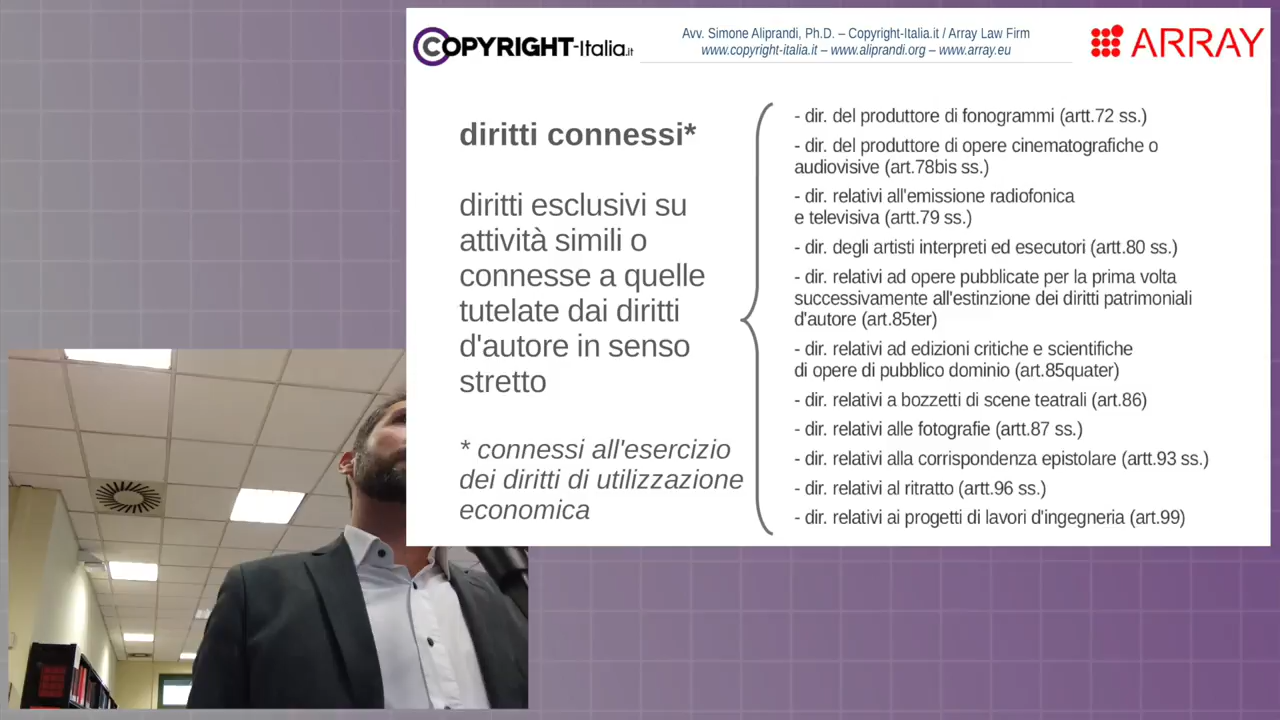 COPYRIGHT-Italia.it
Avv. Simone Aliprandi, Ph.D. – Copyright-Italia.it / Array Law Firm
www.copyright-italia.it – www.aliprandi.org – www.array.eu
ARRAY
diritti connessi*
diritti esclusivi su
attività simili o
connesse a quelle
tutelate dai diritti
d'autore in senso
stretto
* connessi all'esercizio
dei diritti di utilizzazione
economica
- dir. del produttore di fonogrammi (artt.72 ss.)
- dir. del produttore di opere cinematografiche o
audiovisive (art.78bis ss.)
- dir. relativi all'emissione radiofonica
e televisiva (artt.79 ss.)
- dir. degli artisti interpreti ed esecutori (artt.80 ss.)
- dir. relativi ad opere pubblicate per la prima volta
successivamente all'estinzione dei diritti patrimoniali
d'autore (art.85ter)
- dir. relativi ad edizioni critiche e scientifiche
di opere di pubblico dominio (art.85quater)
- dir. relativi a bozzetti di scene teatrali (art.86)
- dir. relativi alle fotografie (artt.87 ss.)
- dir. relativi alla corrispondenza epistolare (artt.93 ss.)
- dir. relativi al ritratto (artt.96 ss.)
- dir. relativi ai progetti di lavori d'ingegneria (art.99)